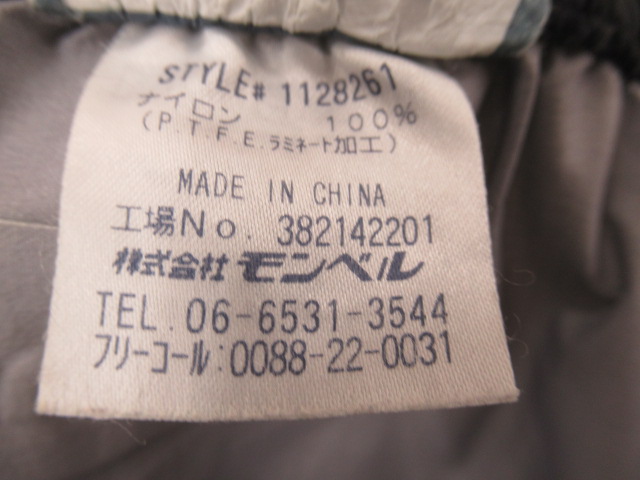 STYLE# 1128261
ナイロン 100%
(P.T.F.E.ラミネート加工)
MADE IN CHINA
工場No. 382142201
株式会社モンベル
TEL.06-6531-3544
フリーコール:0088-22-0031